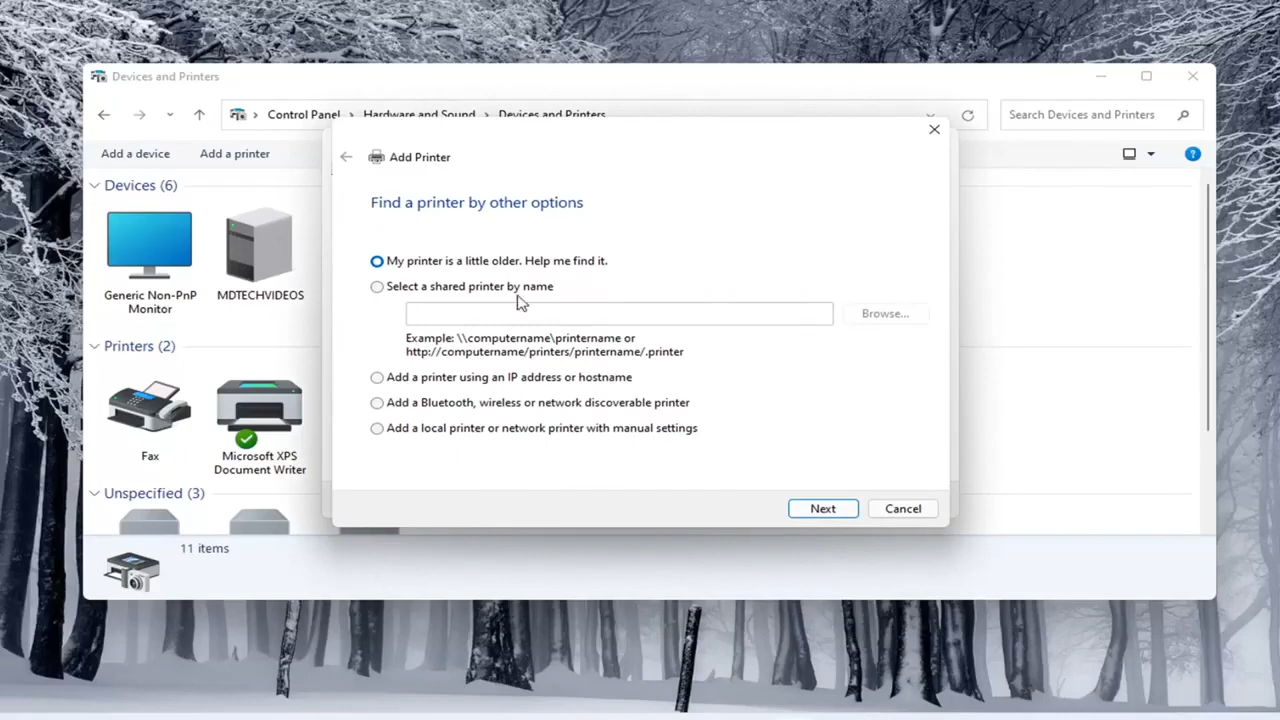 Devices and Printers
Control Panel > Hardware and Sound > Devices and Printers
Search Devices and Printers
Add a device
Add a printer
Devices (6)
Generic Non-PnP
Monitor
MDTECHVIDEOS
Printers (2)
Fax
Microsoft XPS
Document Writer
Unspecified (3)
11 items
Add Printer
Find a printer by other options
My printer is a little older. Help me find it.
Select a shared printer by name
Browse...
Example: \\computername\printername or
http://computername/printers/printername/.printer
Add a printer using an IP address or hostname
Add a Bluetooth, wireless or network discoverable printer
Add a local printer or network printer with manual settings
Next
Cancel